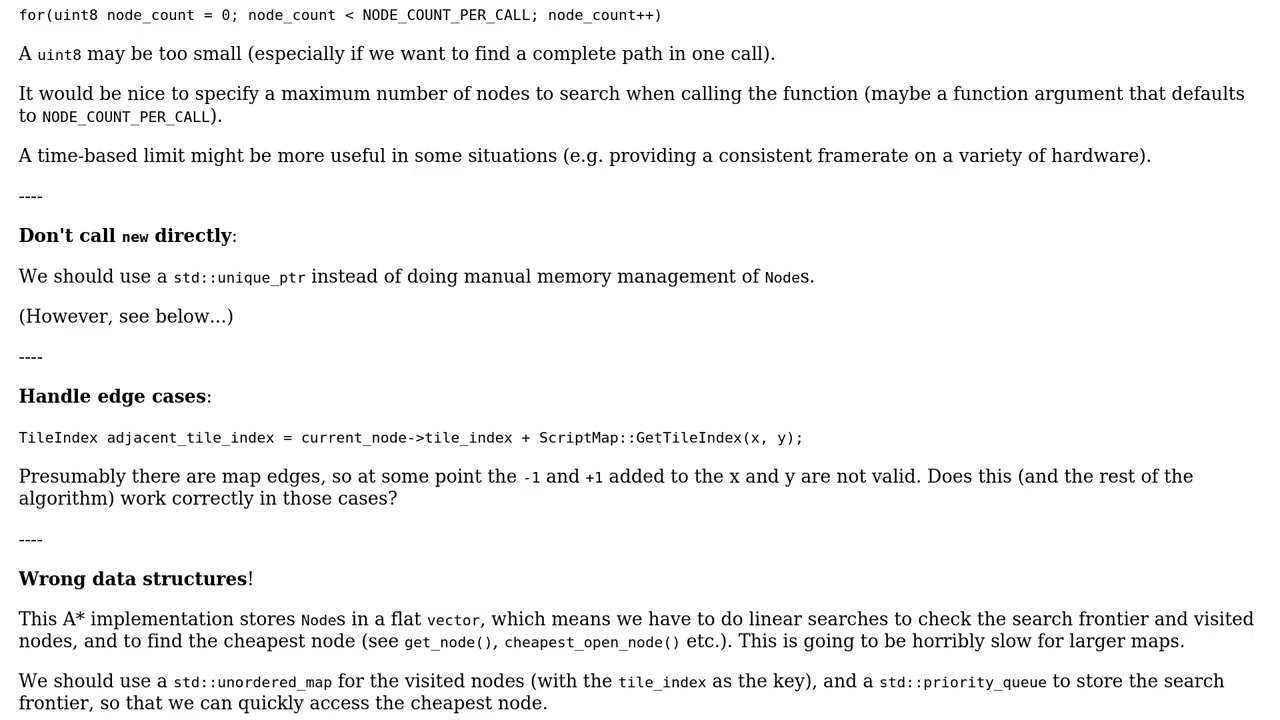 for(uint8 node_count = 0; node_count < NODE_COUNT_PER_CALL; node_count++)
A uint8 may be too small (especially if we want to find a complete path in one call).
It would be nice to specify a maximum number of nodes to search when calling the function (maybe a function argument that defaults
to NODE_COUNT_PER_CALL).
A time-based limit might be more useful in some situations (e.g. providing a consistent framerate on a variety of hardware).
----
Don't call new directly:
We should use a std::unique_ptr instead of doing manual memory management of Nodes.
(However, see below...)
----
Handle edge cases:
TileIndex adjacent_tile_index = current_node->tile_index + ScriptMap::GetTileIndex(x, y);
Presumably there are map edges, so at some point the -1 and +1 added to the x and y are not valid. Does this (and the rest of the
algorithm) work correctly in those cases?
----
Wrong data structures!
This A* implementation stores Nodes in a flat vector, which means we have to do linear searches to check the search frontier and visited
nodes, and to find the cheapest node (see get_node(), cheapest_open_node() etc.). This is going to be horribly slow for larger maps.
We should use a std::unordered_map for the visited nodes (with the tile_index as the key), and a std::priority_queue to store the search
frontier, so that we can quickly access the cheapest node.